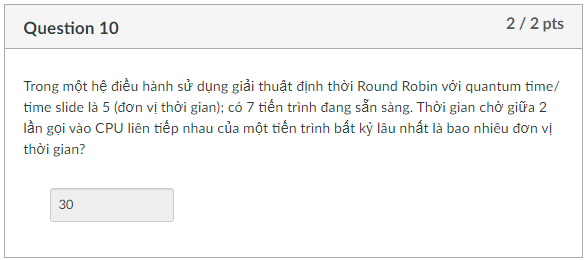 Question 10
2 / 2 pts
Trong một hệ điều hành sử dụng giải thuật định thời Round Robin với quantum time/
time slide là 5 (đơn vị thời gian); có 7 tiến trình đang sẵn sàng. Thời gian chờ giữa 2
lần gọi vào CPU liên tiếp nhau của một tiến trình bất kỳ lâu nhất là bao nhiêu đơn vị
thời gian?
30